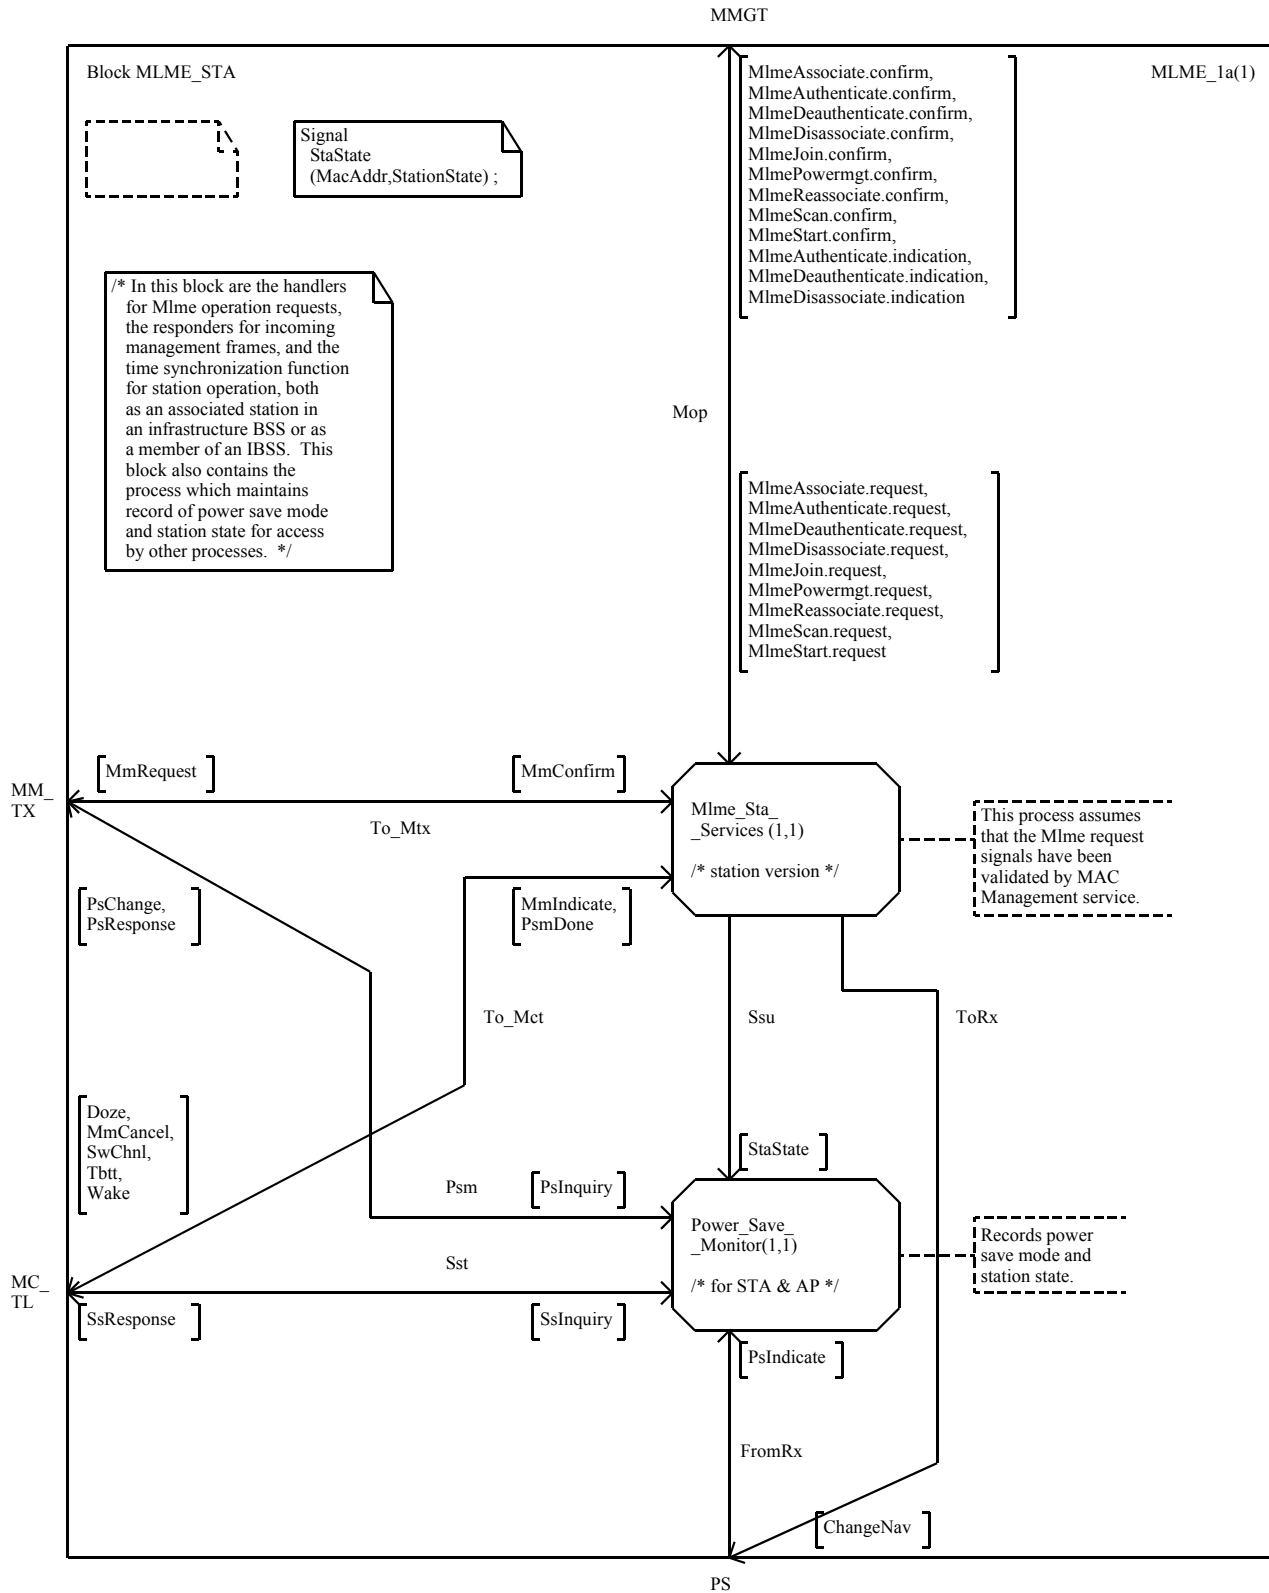 MMGT
Block MLME_STA
MLME_1a(1)
Signal
StaState
(MacAddr,StationState) ;
MlmeAssociate.confirm,
MlmeAuthenticate.confirm,
MlmeDeauthenticate.confirm,
MlmeDisassociate.confirm,
MlmeJoin.confirm,
MlmePowermgt.confirm,
MlmeReassociate.confirm,
MlmeScan.confirm,
MlmeStart.confirm,
MlmeAuthenticate.indication,
MlmeDeauthenticate.indication,
MlmeDisassociate.indication
/* In this block are the handlers
for Mlme operation requests,
the responders for incoming
management frames, and the
time synchronization function
for station operation, both
as an associated station in
an infrastructure BSS or as
a member of an IBSS. This
block also contains the
process which maintains
record of power save mode
and station state for access
by other processes. */
Mop
MlmeAssociate.request,
MlmeAuthenticate.request,
MlmeDeauthenticate.request,
MlmeDisassociate.request,
MlmeJoin.request,
MlmePowermgt.request,
MlmeReassociate.request,
MlmeScan.request,
MlmeStart.request
MmRequest
MmConfirm
MM_
TX
To_Mtx
Mlme_Sta_
_Services (1,1)
/* station version */
This process assumes
that the Mlme request
signals have been
validated by MAC
Management service.
PsChange,
PsResponse
MmIndicate,
PsmDone
To_Mct
Ssu
ToRx
Doze,
MmCancel,
SwChnl,
Tbtt,
Wake
StaState
Psm
PsInquiry
Power_Save_
_Monitor(1,1)
/* for STA & AP */
Records power
save mode and
station state.
Sst
MC_
TL
SsResponse
SsInquiry
PsIndicate
FromRx
ChangeNav
PS